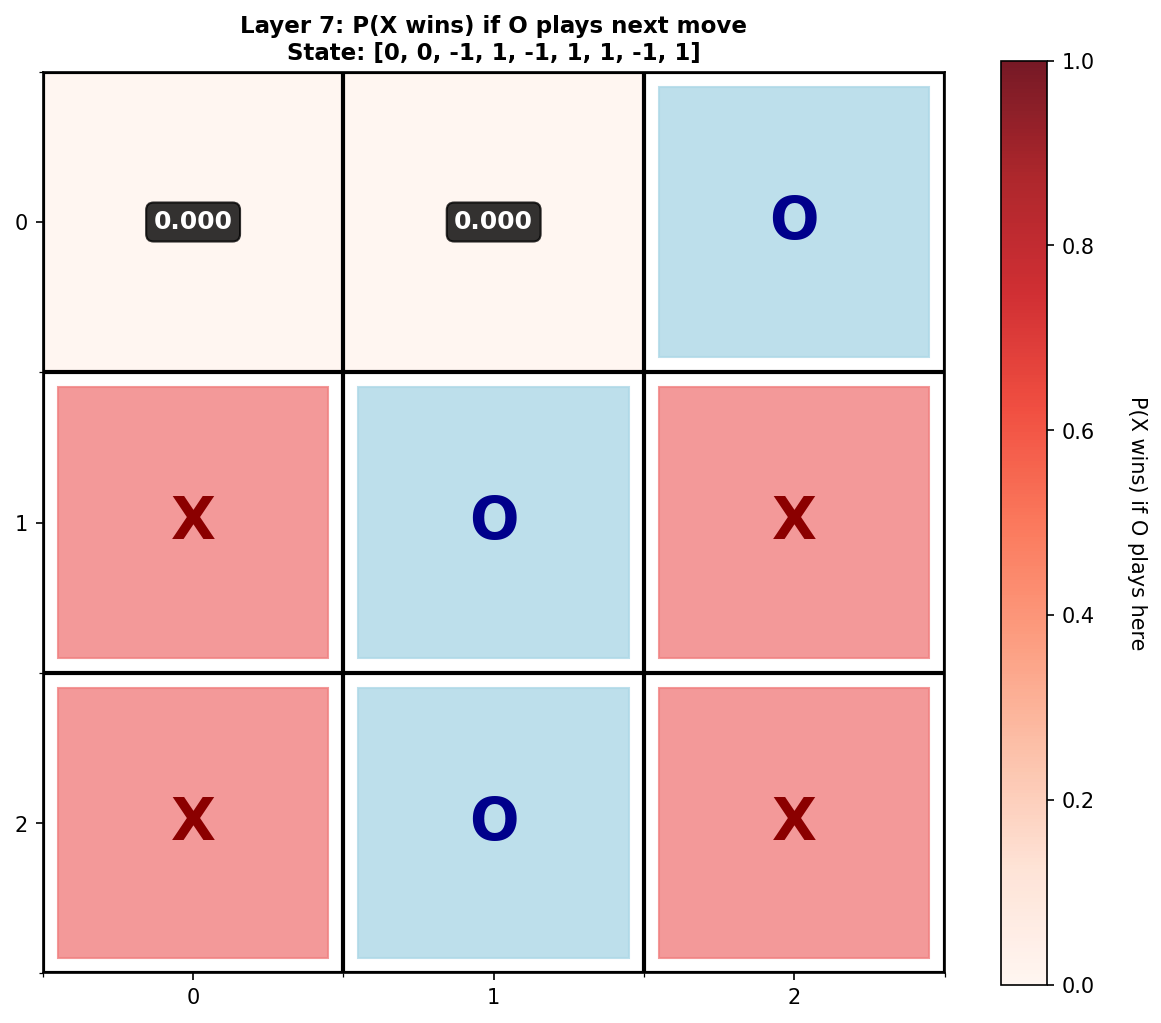 Layer 7: P(X wins) if O plays next move
State: [0, 0, -1, 1, -1, 1, 1, -1, 1]
0
0.000
0.000
O
1
X
O
X
2
X
O
X
0
1
2
1.0
0.8
0.6
0.4
0.2
0.0
P(X wins) if O plays here